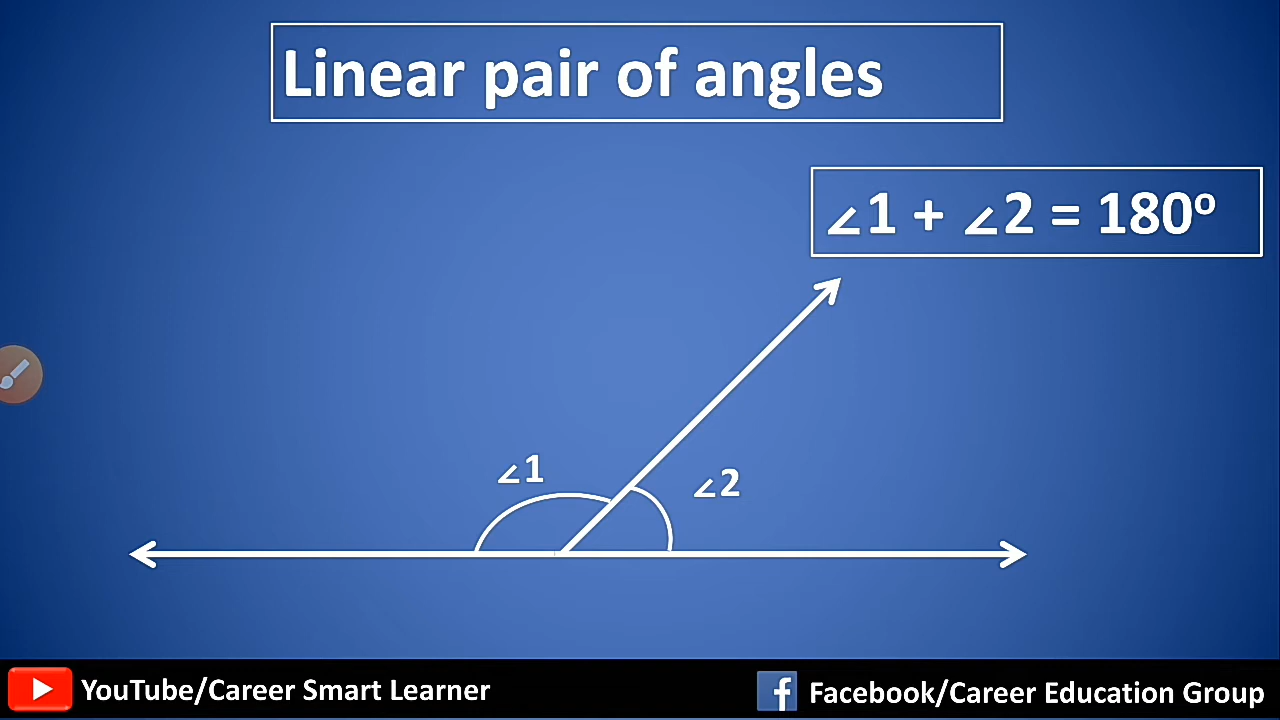 Linear pair of angles
∠1 + ∠2 = 180º
∠1
∠2
YouTube/Career Smart Learner
Facebook/Career Education Group